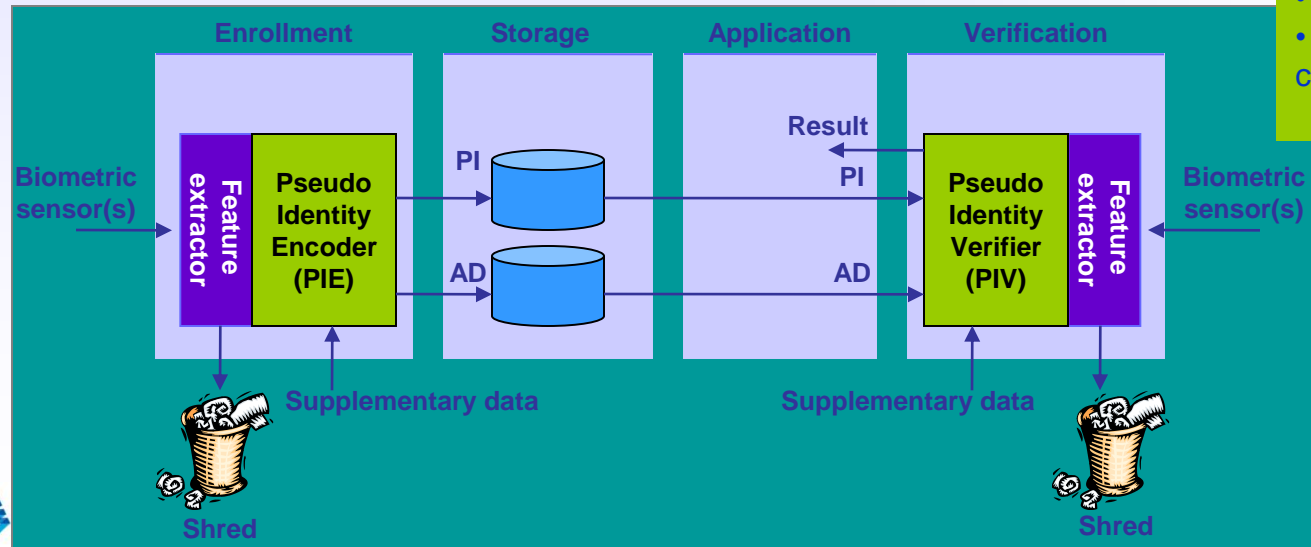 Enrollment
Storage
Application
Verification
Result
PI
PI
Biometric
sensor(s)
Feature
extractor
Pseudo
Identity
Encoder
(PIE)
Pseudo
Identity
Verifier
(PIV)
Feature
extractor
Biometric
sensor(s)
AD
AD
Supplementary data
Supplementary data
Shred
Shred